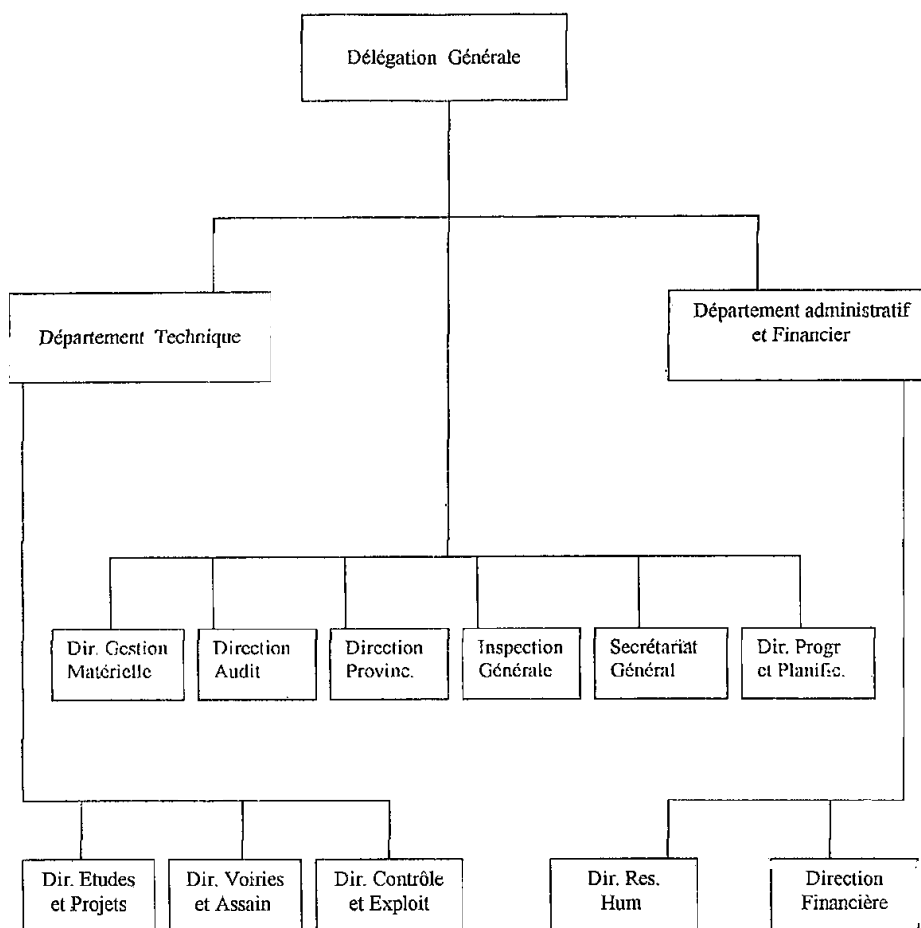 Délégation Générale
Département Technique
Département administratif
et Financier
Dir. Gestion
Matérielle
Direction
Audit
Direction
Provinc.
Inspection
Générale
Secrétariat
Général
Dir. Progr
et Planific.
Dir. Etudes
et Projets
Dir. Voiries
et Assain
Dir. Contrôle
et Exploit
Dir. Res.
Hum
Direction
Financière